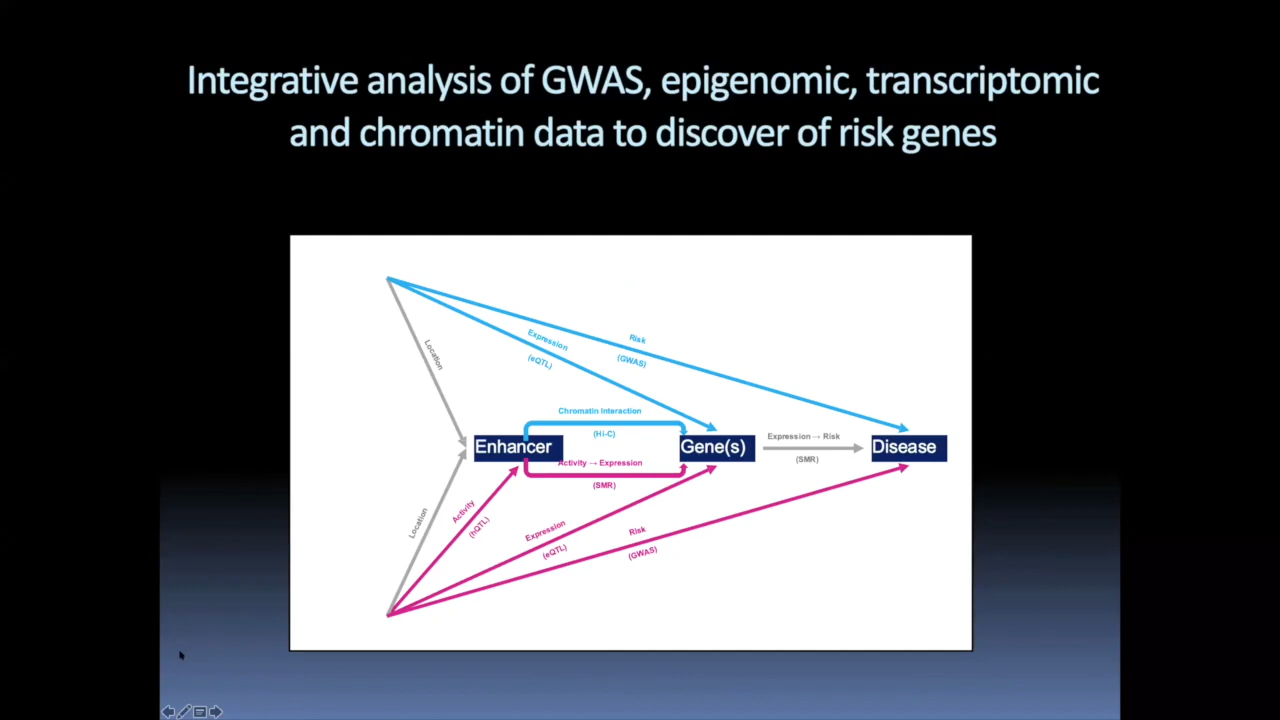 Integrative analysis of GWAS, epigenomic, transcriptomic
and chromatin data to discover of risk genes
Location
Expression
(eQTL)
Risk
(GWAS)
Chromatin Interaction
(Hi-C)
Enhancer
Gene(s)
Expression → Risk
(SMR)
Disease
Activity → Expression
(SMR)
Location
Activity
(hQTL)
Expression
(eQTL)
Risk
(GWAS)